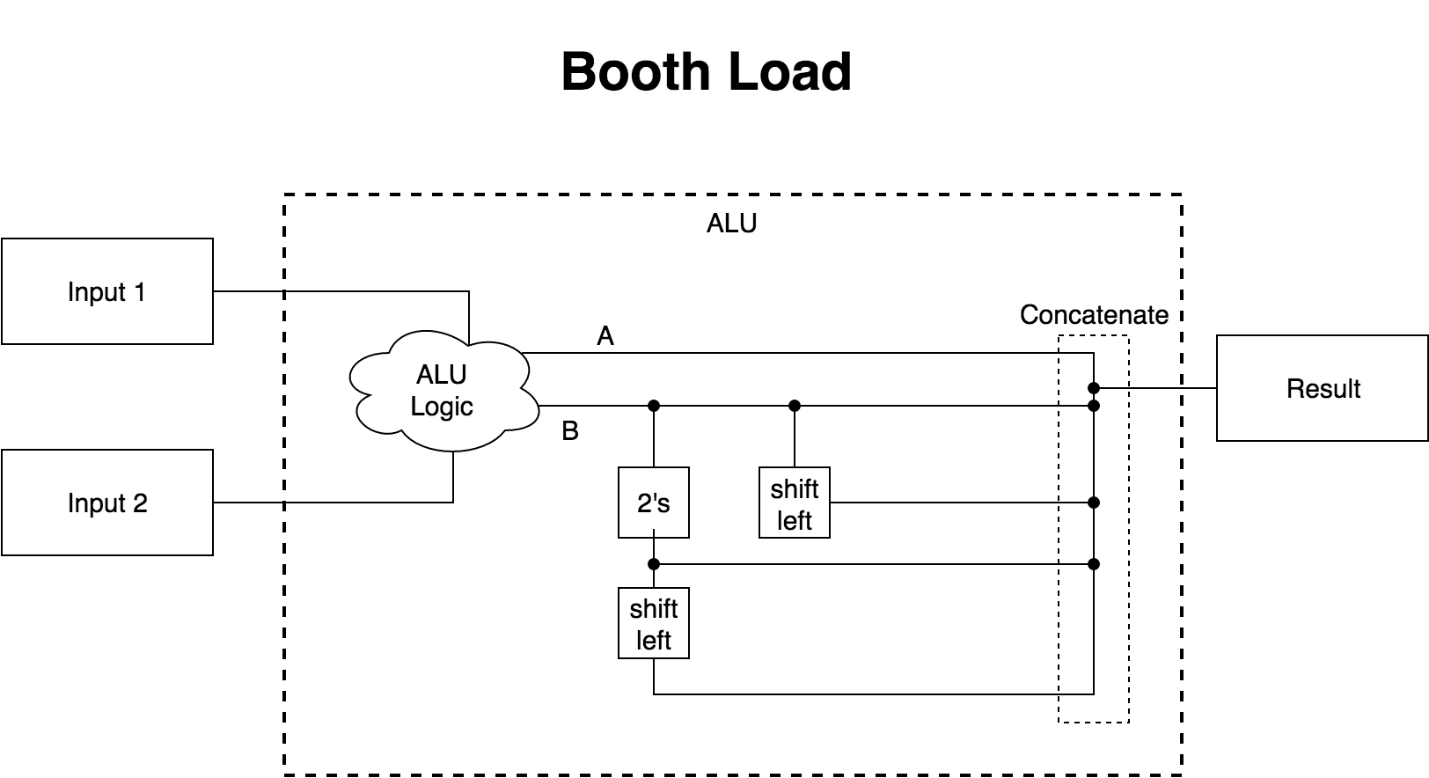 Booth Load
ALU
Input 1
Concatenate
A
ALU
Logic
Result
B
Input 2
2's
shift
left
shift
left